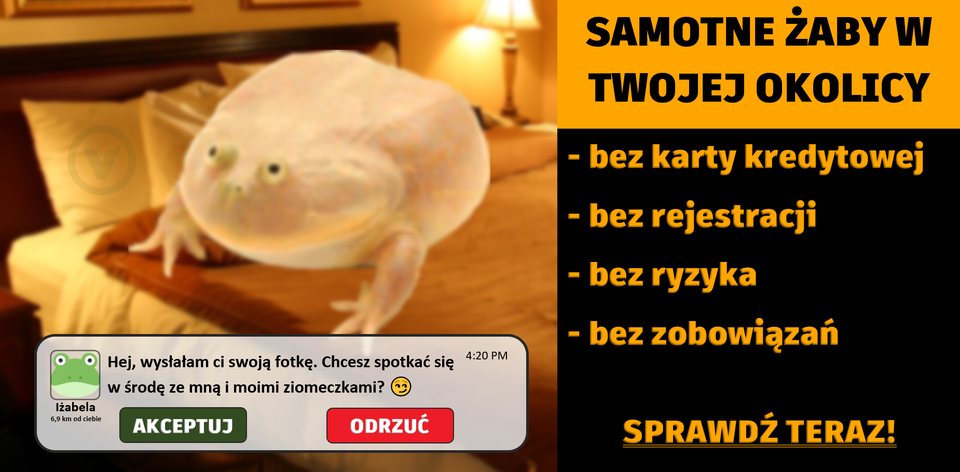 SAMOTNE ŻABY W
TWOJEJ OKOLICY
- bez karty kredytowej
- bez rejestracji
- bez ryzyka
- bez zobowiązań
SPRAWDŹ TERAZ!
Hej, wysłałam ci swoją fotkę. Chcesz spotkać się
w środę ze mną i moimi ziomeczkami? 😏
4:20 PM
Iżabela
6,9 km od ciebie
AKCEPTUJ
ODRZUĆ